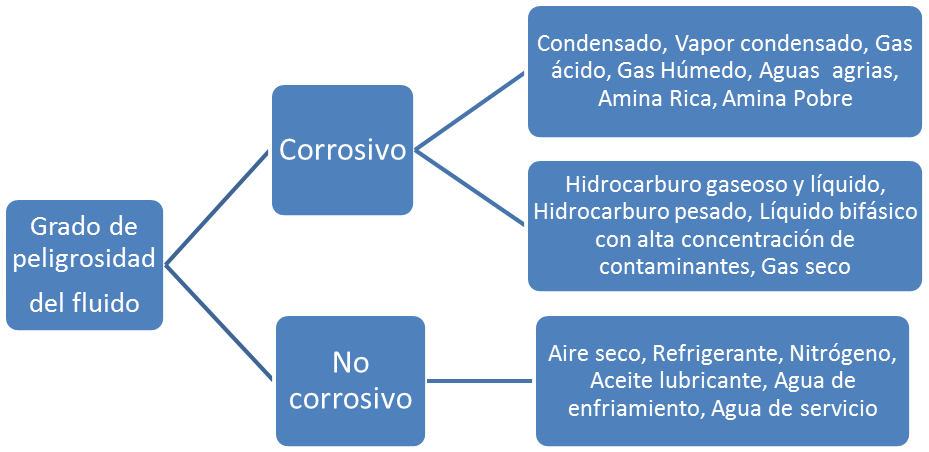 Grado de
peligrosidad
del fluido
Corrosivo
Condensado, Vapor condensado, Gas
ácido, Gas Húmedo, Aguas agrias,
Amina Rica, Amina Pobre
Hidrocarburo gaseoso y líquido,
Hidrocarburo pesado, Líquido bifásico
con alta concentración de
contaminantes, Gas seco
No
corrosivo
Aire seco, Refrigerante, Nitrógeno,
Aceite lubricante, Agua de
enfriamiento, Agua de servicio